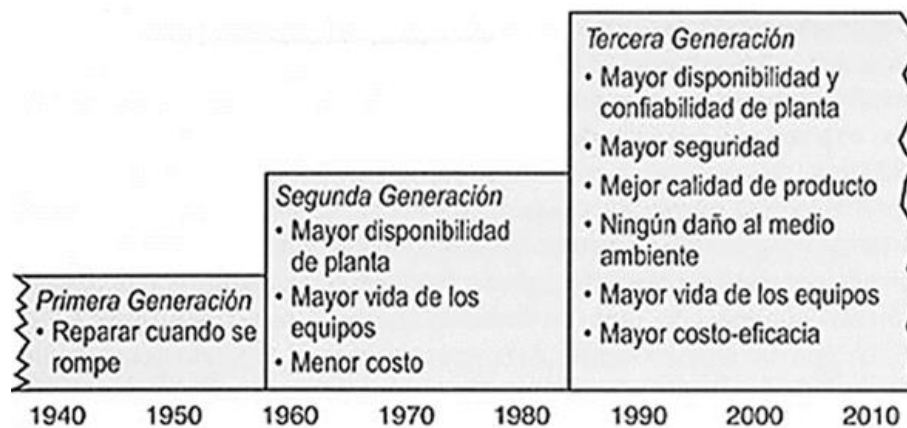 Primera Generación
• Reparar cuando se
rompe
Segunda Generación
• Mayor disponibilidad
de planta
• Mayor vida de los
equipos
• Menor costo
Tercera Generación
• Mayor disponibilidad y
confiabilidad de planta
• Mayor seguridad
• Mejor calidad de producto
• Ningún daño al medio
ambiente
• Mayor vida de los equipos
• Mayor costo-eficacia
1940 1950 1960 1970 1980 1990 2000 2010